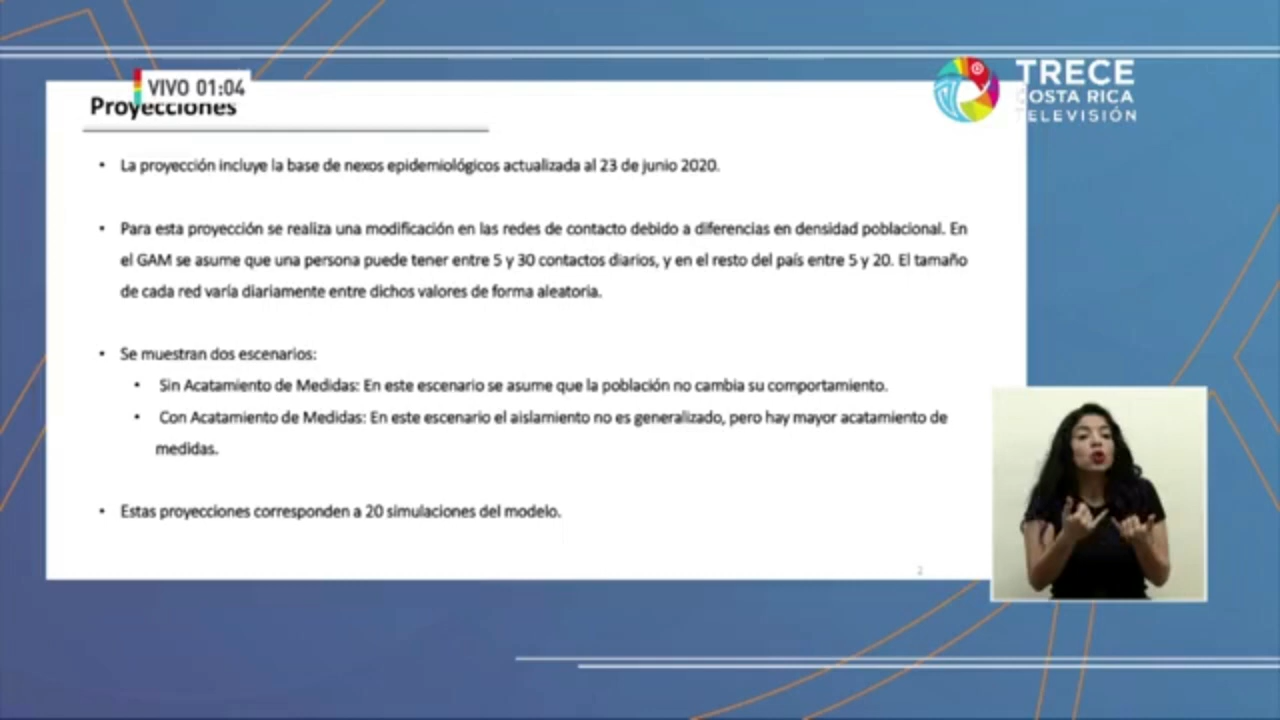 VIVO 01:04
TRECE
COSTA RICA
TELEVISIÓN
Proyecciones
• La proyección incluye la base de nexos epidemiológicos actualizada al 23 de junio 2020.
• Para esta proyección se realiza una modificación en las redes de contacto debido a diferencias en densidad poblacional. En
el GAM se asume que una persona puede tener entre 5 y 30 contactos diarios, y en el resto del país entre 5 y 20. El tamaño
de cada red varía diariamente entre dichos valores de forma aleatoria.
• Se muestran dos escenarios:
• Sin Acatamiento de Medidas: En este escenario se asume que la población no cambia su comportamiento.
• Con Acatamiento de Medidas: En este escenario el aislamiento no es generalizado, pero hay mayor acatamiento de
medidas.
• Estas proyecciones corresponden a 20 simulaciones del modelo.
2